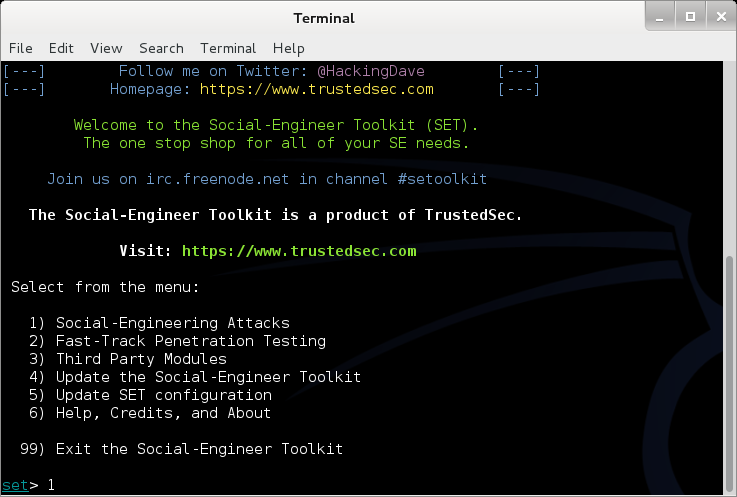 Terminal
File Edit View Search Terminal Help
[---] Follow me on Twitter: @HackingDave [---]
[---] Homepage: https://www.trustedsec.com [---]
Welcome to the Social-Engineer Toolkit (SET).
The one stop shop for all of your SE needs.
Join us on irc.freenode.net in channel #setoolkit
The Social-Engineer Toolkit is a product of TrustedSec.
Visit: https://www.trustedsec.com
Select from the menu:
1) Social-Engineering Attacks
2) Fast-Track Penetration Testing
3) Third Party Modules
4) Update the Social-Engineer Toolkit
5) Update SET configuration
6) Help, Credits, and About
99) Exit the Social-Engineer Toolkit
set> 1